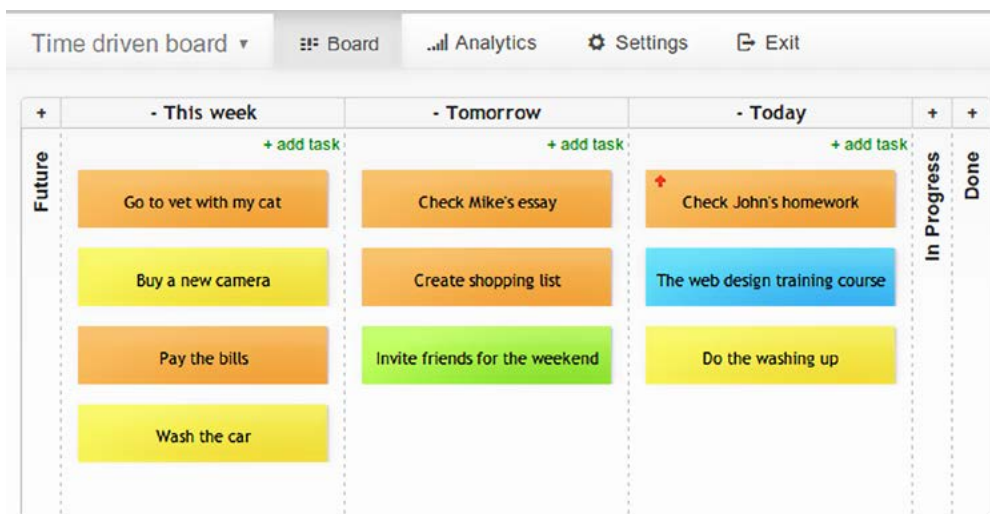 Time driven board ▾ Board Analytics Settings Exit
+ - This week - Tomorrow - Today + +
+ add task + add task + add task
Future
Go to vet with my cat
Buy a new camera
Pay the bills
Wash the car
Check Mike's essay
Create shopping list
Invite friends for the weekend
Check John's homework
The web design training course
Do the washing up
In Progress
Done